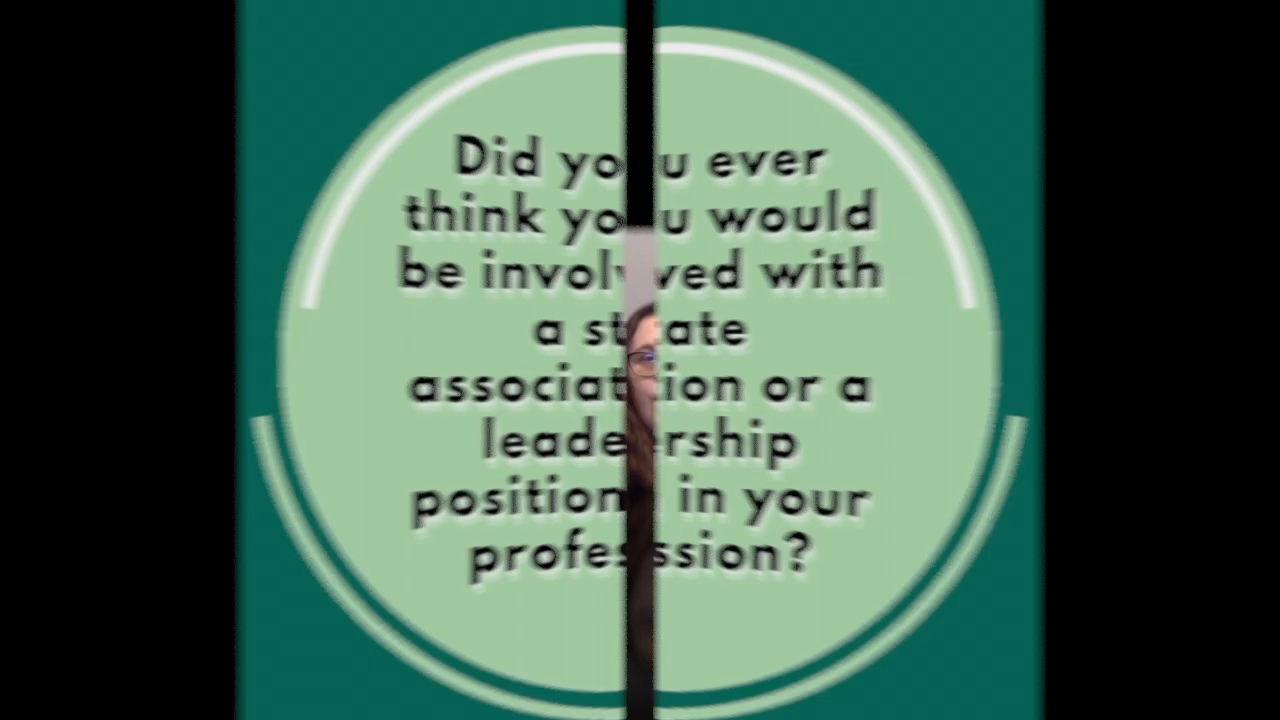 Did you ever
think you would
be involved with
a state
association or a
leadership
position in your
profession?